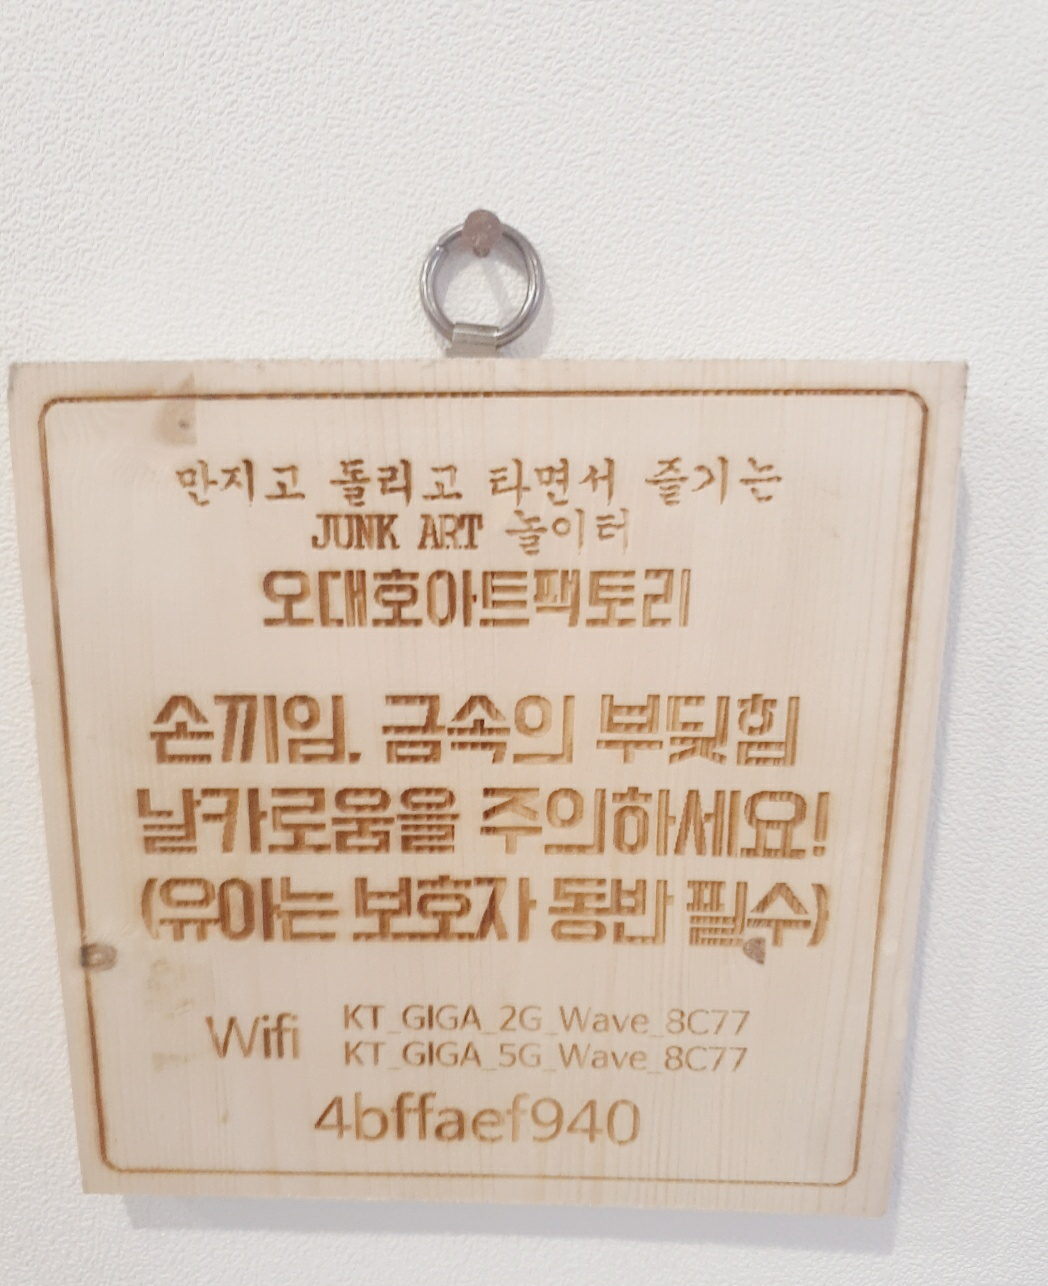 만지고 돌리고 타면서 즐기는
JUNK ART 놀이터
오대호아트팩토리
손끼임, 금속의 부딪힘
날카로움을 주의하세요!
(유아는 보호자 동반 필수)
Wifi KT_GIGA_2G_Wave_8C77
KT_GIGA_5G_Wave_8C77
4bffaef940